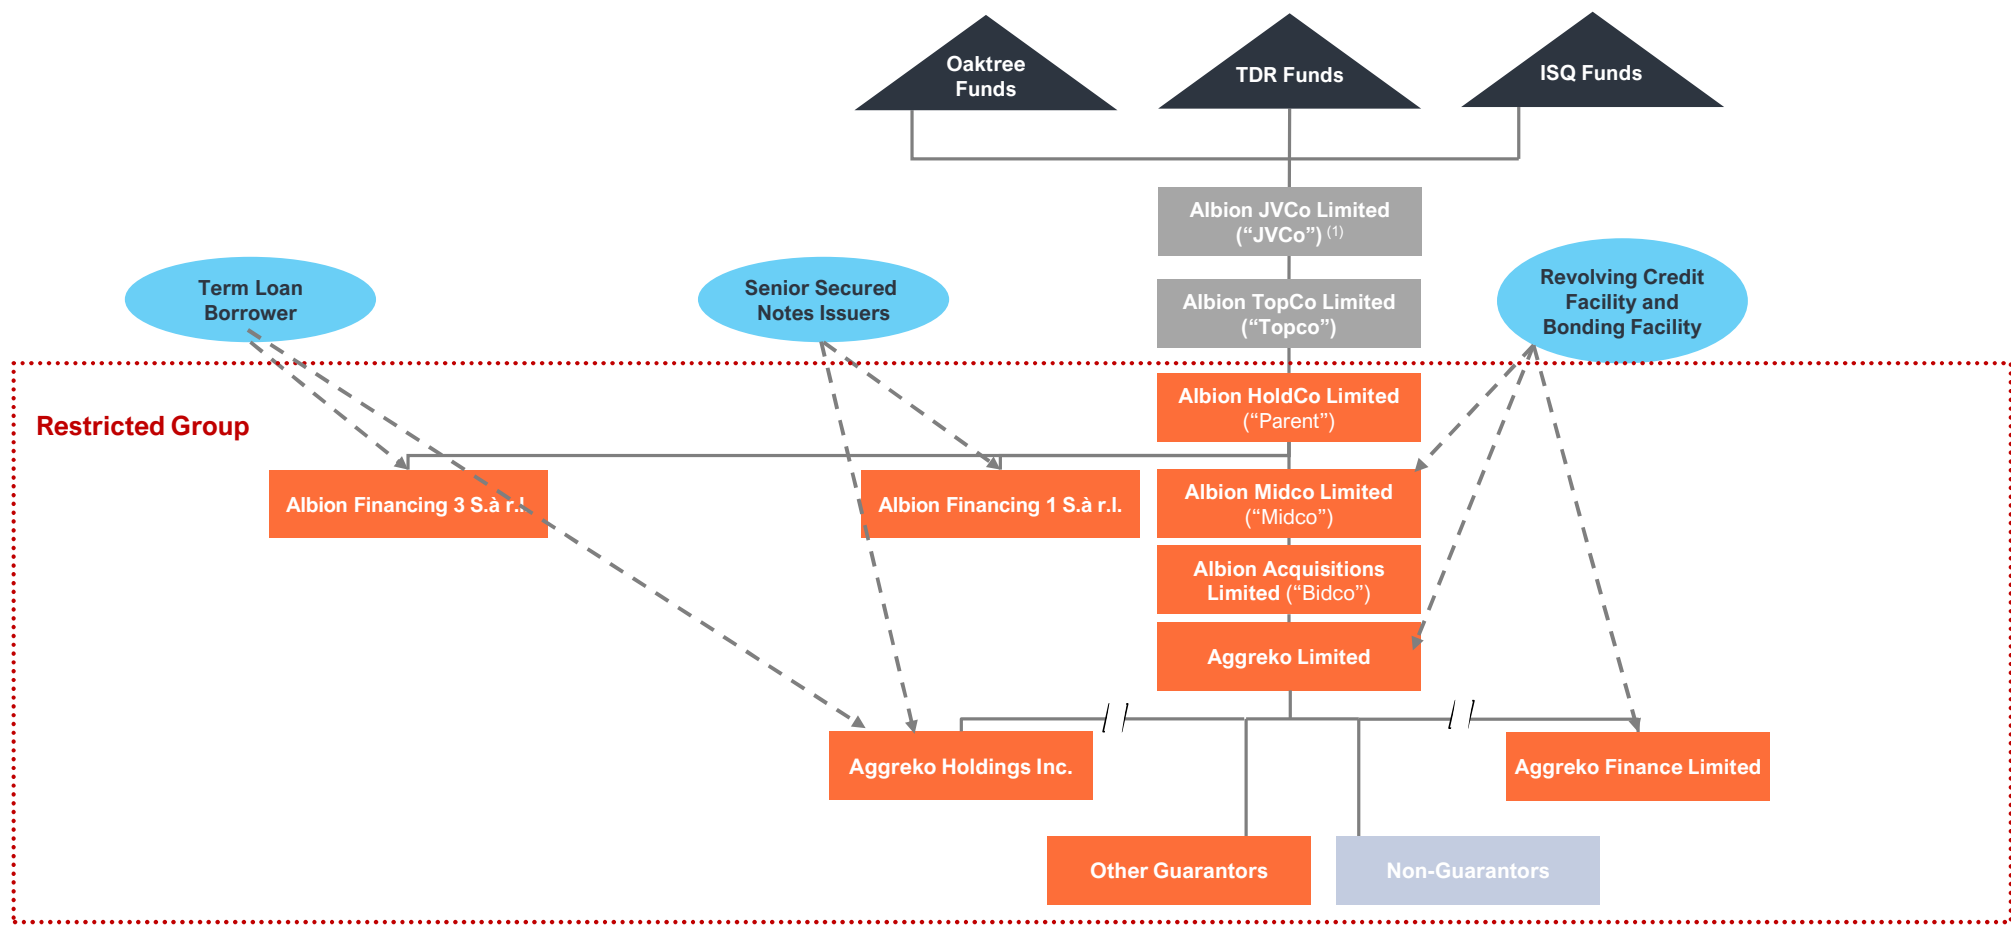 Oaktree
Funds
TDR Funds
ISQ Funds
Albion JVCo Limited
(“JVCo”) (1)
Term Loan
Borrower
Senior Secured
Notes Issuers
Albion TopCo Limited
(“Topco”)
Revolving Credit
Facility and
Bonding Facility
Restricted Group
Albion HoldCo Limited
(“Parent”)
Albion Financing 3 S.à r.l.
Albion Financing 1 S.à r.l.
Albion Midco Limited
(“Midco”)
Albion Acquisitions
Limited (“Bidco”)
Aggreko Limited
Aggreko Holdings Inc.
Aggreko Finance Limited
Other Guarantors
Non-Guarantors